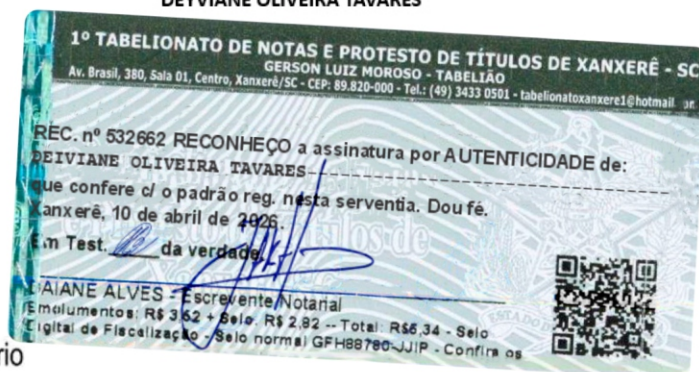 DEYVIANE OLIVEIRA TAVARES
1º TABELIONATO DE NOTAS E PROTESTO DE TÍTULOS DE XANXERÊ - SC
GERSON LUIZ MOROSO - TABELIÃO
Av. Brasil, 380, Sala 01, Centro, Xanxerê/SC - CEP: 89.820-000 - Tel.: (49) 3433 0501 - tabelionatoxanxere1@hotmail
REC. nº 532662 RECONHEÇO a assinatura por AUTENTICIDADE de:
DEIVIANE OLIVEIRA TAVARES
que confere c/ o padrão reg. nesta serventia. Dou fé.
Xanxerê, 10 de abril de 2026.
Em Test. da verdade.
DAIANE ALVES - Escrevente Notarial
Emolumentos: R$ 3,52 + Selo: R$ 2,82 -- Total: R$6,34 - Selo
Digital de Fiscalização - Selo normal GFH88780-JJIP - Confira os
rio